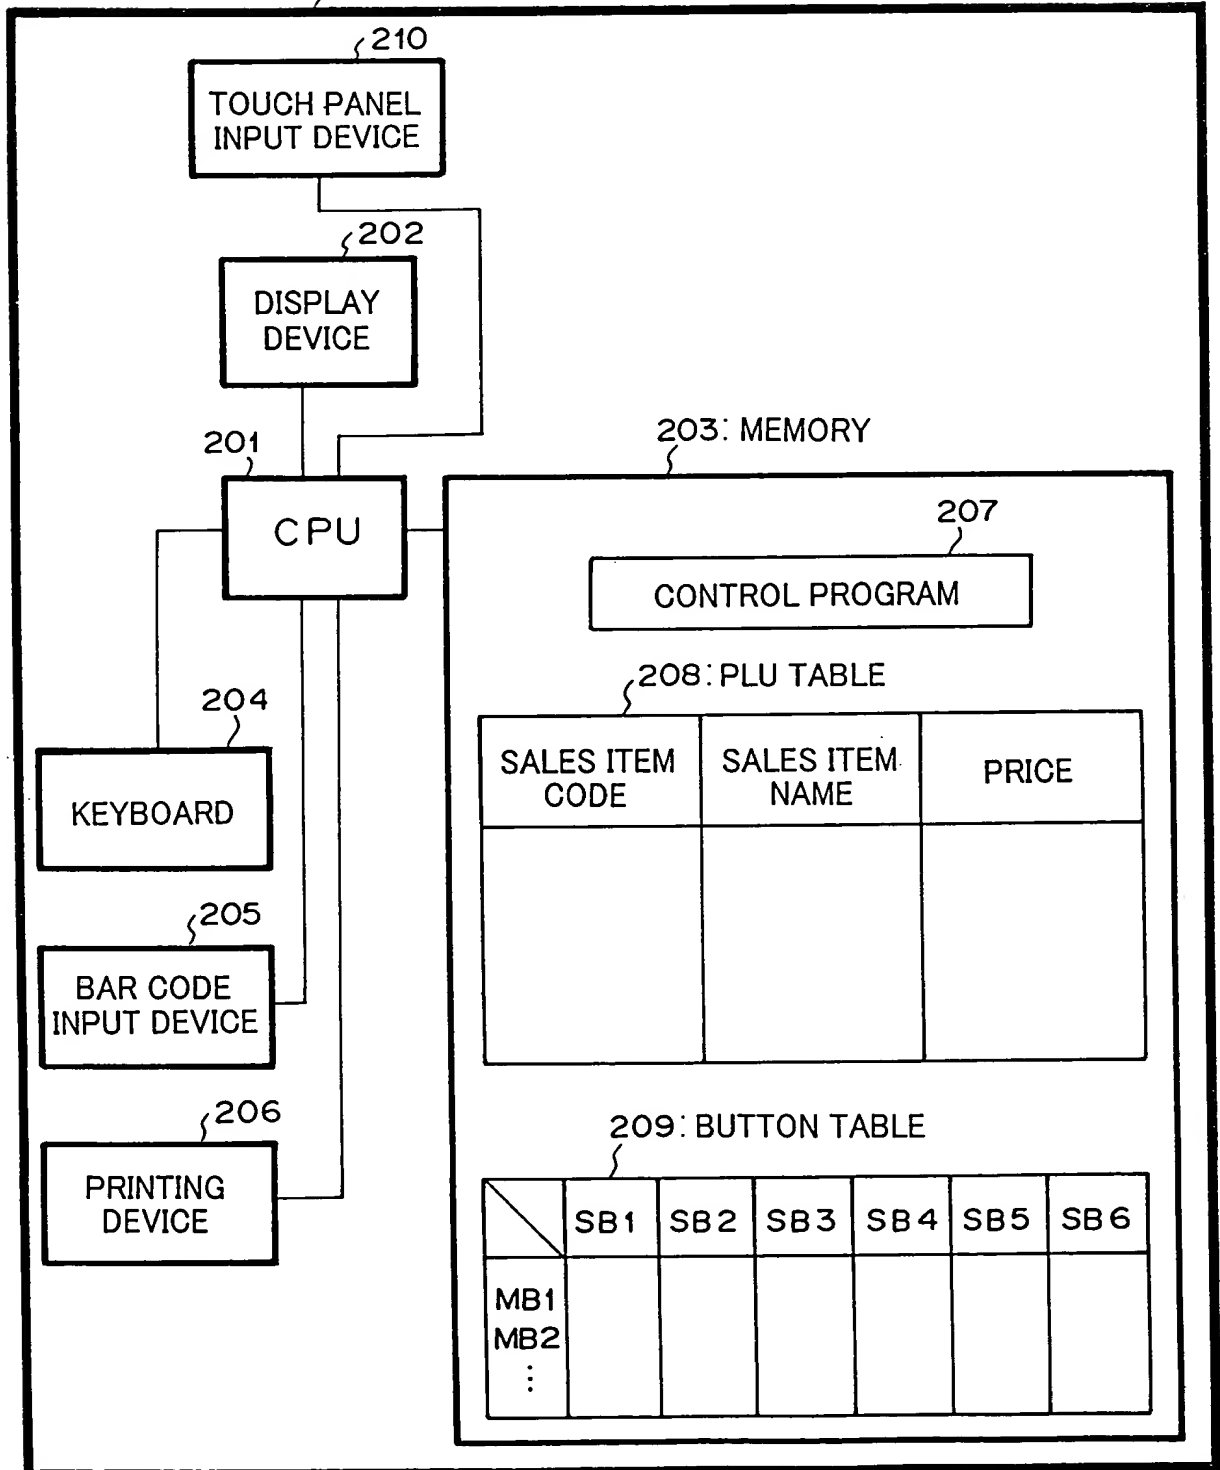 210
TOUCH PANEL
INPUT DEVICE
202
DISPLAY
DEVICE
201
CPU
203: MEMORY
207
CONTROL PROGRAM
208: PLU TABLE
SALES ITEM
CODE
SALES ITEM
NAME
PRICE
204
KEYBOARD
205
BAR CODE
INPUT DEVICE
206
PRINTING
DEVICE
209: BUTTON TABLE
SB1 SB2 SB3 SB4 SB5 SB6
MB1
MB2
⋮